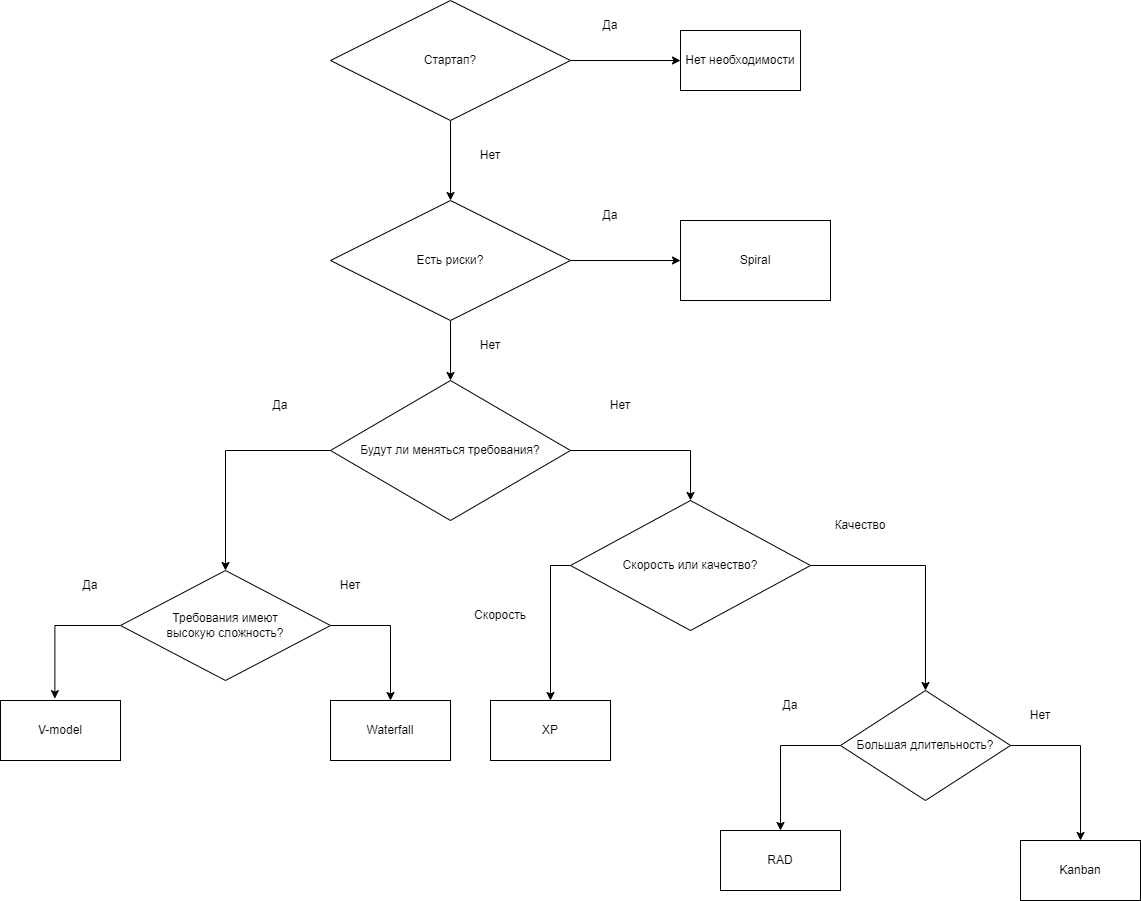 Да
Стартап?
Нет необходимости
Нет
Да
Есть риски?
Spiral
Нет
Да
Нет
Будут ли меняться требования?
Качество
Скорость или качество?
Да
Нет
Требования имеют
высокую сложность?
Скорость
V-model
Waterfall
XP
Да
Нет
Большая длительность?
RAD
Kanban